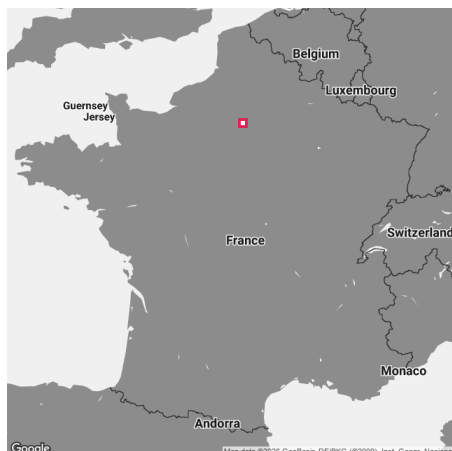 Belgium
Luxembourg
Guernsey
Jersey
Switzerland
France
Monaco
Andorra
Google